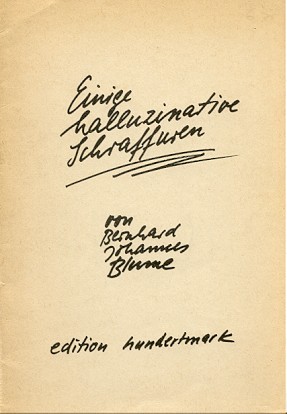 Einige
halluzinative
Schraffuren
von
Bernhard
Johannes
Blume
edition hundertmark